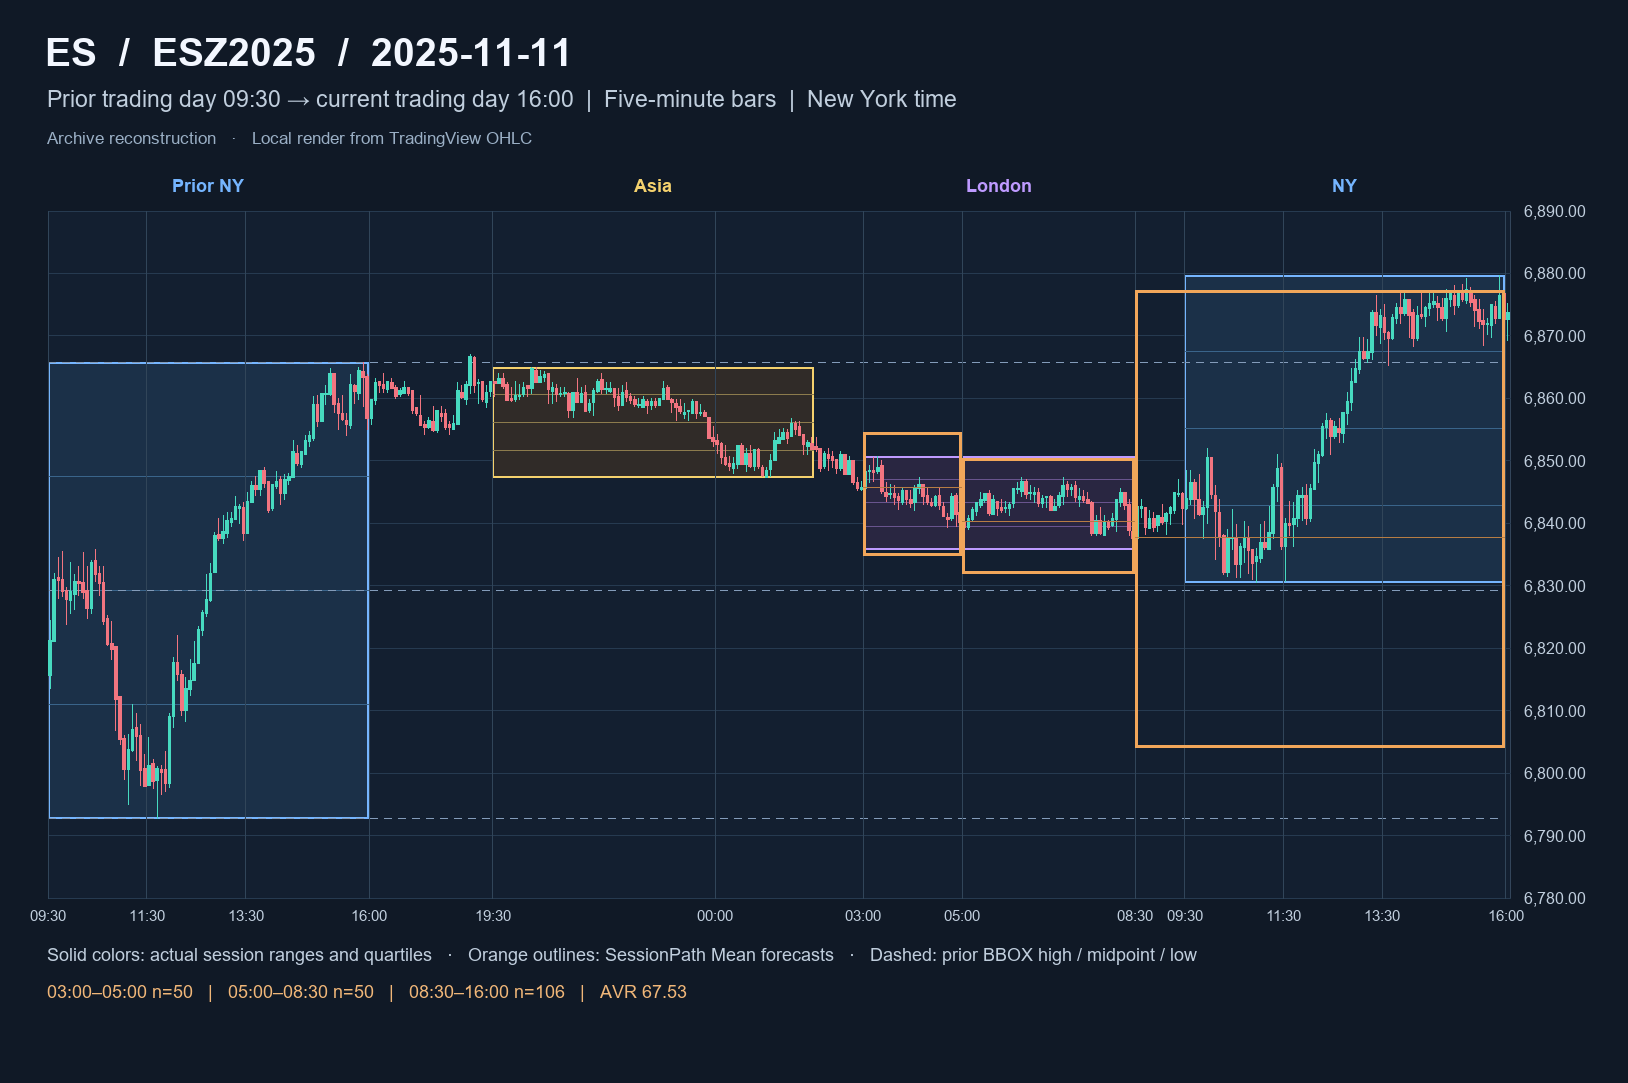 ES / ESZ2025 / 2025-11-11
Prior trading day 09:30 → current trading day 16:00 | Five-minute bars | New York time
Archive reconstruction · Local render from TradingView OHLC
Prior NY Asia London NY
6,890.00
6,880.00
6,870.00
6,860.00
6,850.00
6,840.00
6,830.00
6,820.00
6,810.00
6,800.00
6,790.00
6,780.00
09:30 11:30 13:30 16:00 19:30 00:00 03:00 05:00 08:30 09:30 11:30 13:30 16:00
Solid colors: actual session ranges and quartiles · Orange outlines: SessionPath Mean forecasts · Dashed: prior BBOX high / midpoint / low
03:00–05:00 n=50 | 05:00–08:30 n=50 | 08:30–16:00 n=106 | AVR 67.53